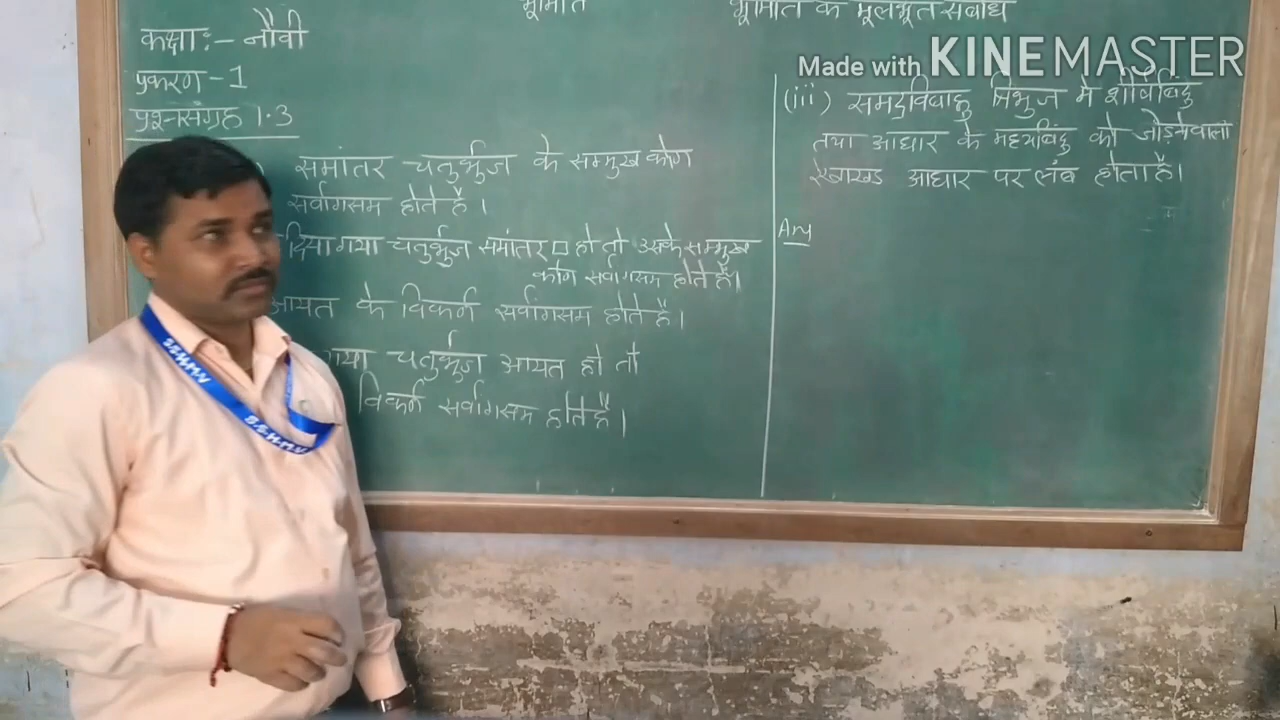 भूमिति
भूमिति के मूलभूत संबोध
Made with KINEMASTER
कक्षा:- नौवी
प्रकरण - 1
प्रश्नसंग्रह 1.3
समांतर चतुर्भुज के सम्मुख कोण
सर्वागसम होते है।
दिया गया चतुर्भुज समांतर □ हो तो उसके सम्मुख
कोण सर्वागसम होते है।
आयत के विकर्ण सर्वांगसम होते है।
गया चतुर्भुज आयत हो तो
विकर्ण सर्वागसम होते है।
(iii) समद्विबाहु त्रिभुज मे शीर्षबिंदु
तथा आधार के मध्यबिंदु को जोड़नेवाला
रेखाखण्ड आधार पर लंब होता है।
Ans
S.S.H.M.V
S.S.H.M.V